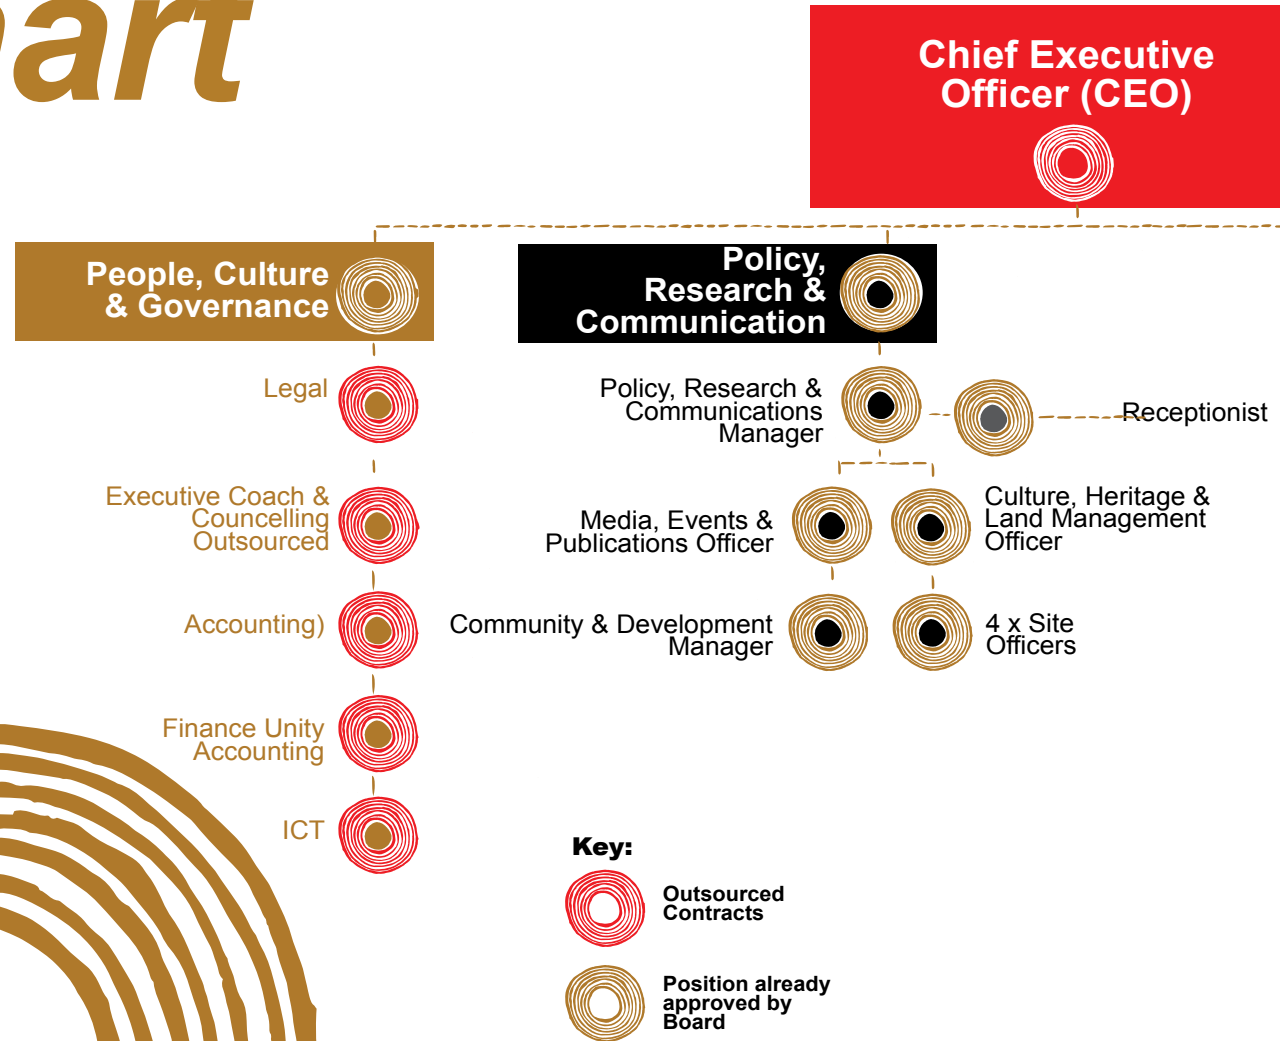 Chief Executive
Officer (CEO)
People, Culture
& Governance
Policy,
Research &
Communication
Legal
Executive Coach &
Councelling
Outsourced
Accounting)
Finance Unity
Accounting
ICT
Policy, Research &
Communications
Manager
Receptionist
Media, Events &
Publications Officer
Culture, Heritage &
Land Management
Officer
Community & Development
Manager
4 x Site
Officers
Key:
Outsourced
Contracts
Position already
approved by
Board